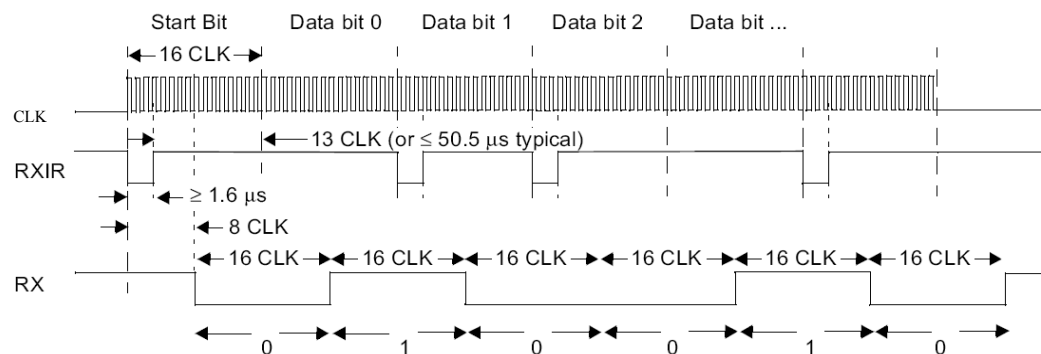 Start Bit Data bit 0 Data bit 1 Data bit 2 Data bit ...
16 CLK
CLK
13 CLK (or ≤ 50.5 μs typical)
RXIR
≥ 1.6 μs
8 CLK
16 CLK 16 CLK 16 CLK 16 CLK 16 CLK 16 CLK
RX
0 1 0 0 1 0